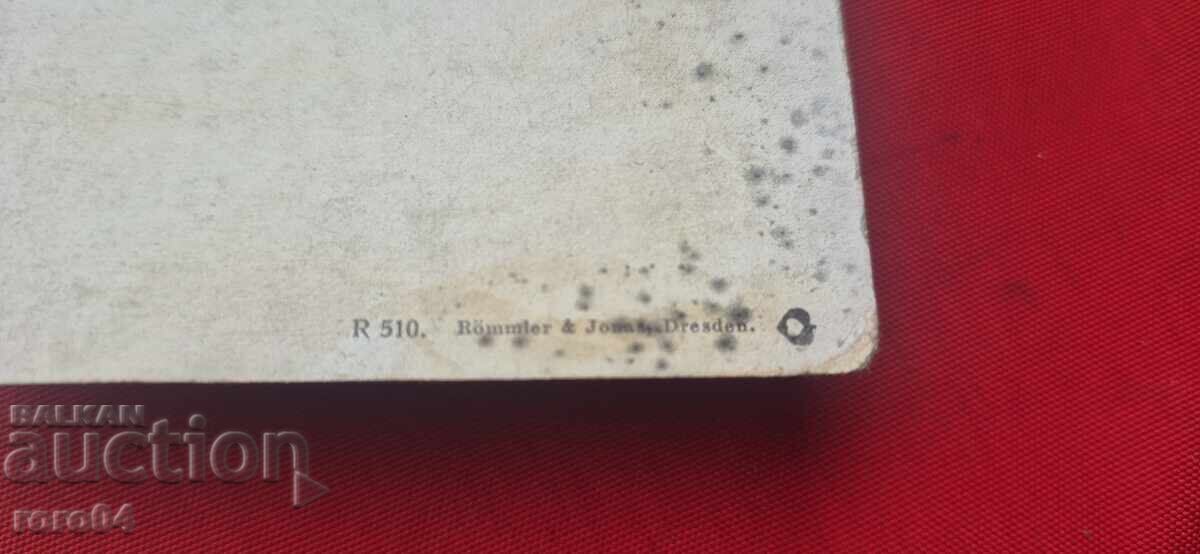 R 510. Römmler & Jonas, Dresden.
BALKAN
auction
roro04